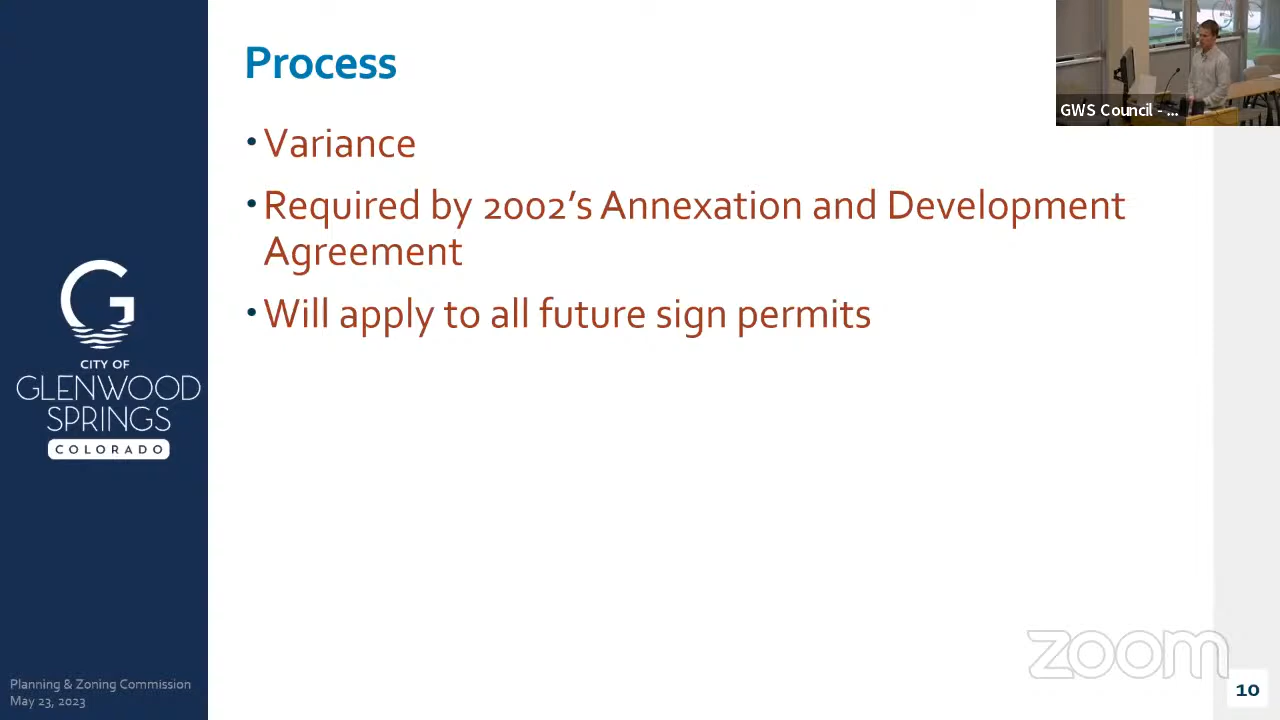 Process
GWS Council - ...
• Variance
• Required by 2002's Annexation and Development
Agreement
• Will apply to all future sign permits
G
CITY OF
GLENWOOD
SPRINGS
COLORADO
Planning & Zoning Commission
May 23, 2023
zoom
10